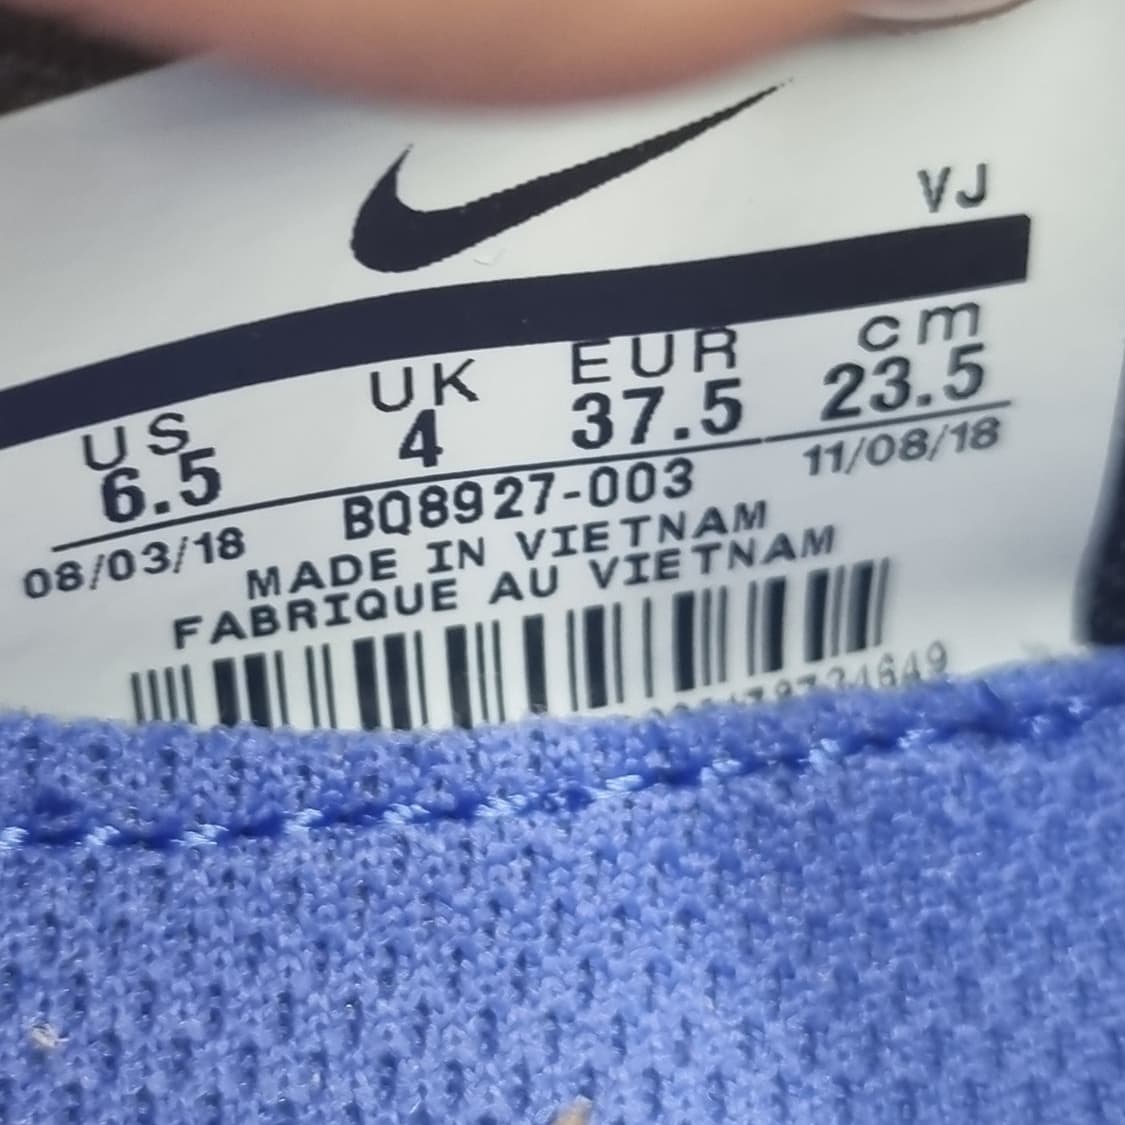 VJ
US UK EUR cm
6.5 4 37.5 23.5
08/03/18 BQ8927-003 11/08/18
MADE IN VIETNAM
FABRIQUE AU VIETNAM